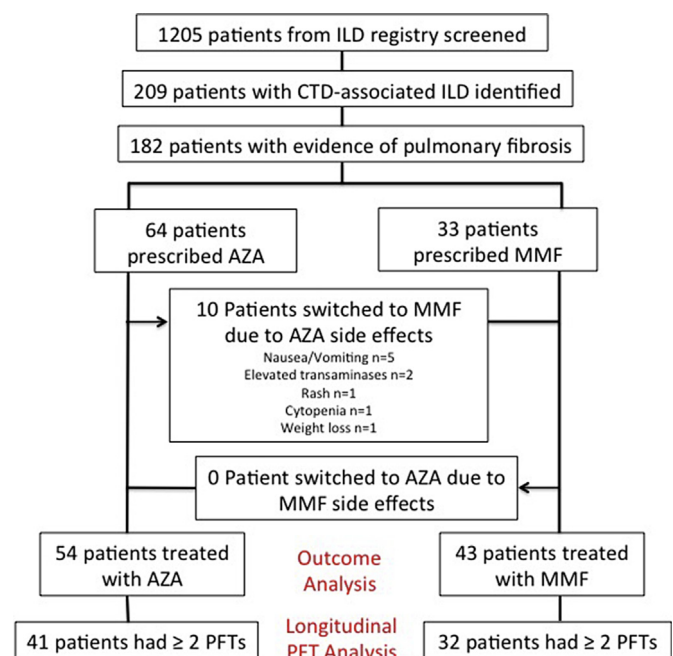 1205 patients from ILD registry screened
209 patients with CTD-associated ILD identified
182 patients with evidence of pulmonary fibrosis
64 patients
prescribed AZA
33 patients
prescribed MMF
10 Patients switched to MMF
due to AZA side effects
Nausea/Vomiting n=5
Elevated transaminases n=2
Rash n=1
Cytopenia n=1
Weight loss n=1
0 Patient switched to AZA due to
MMF side effects
54 patients treated
with AZA
Outcome
Analysis
43 patients treated
with MMF
41 patients had ≥ 2 PFTs
Longitudinal
PFT Analysis
32 patients had ≥ 2 PFTs